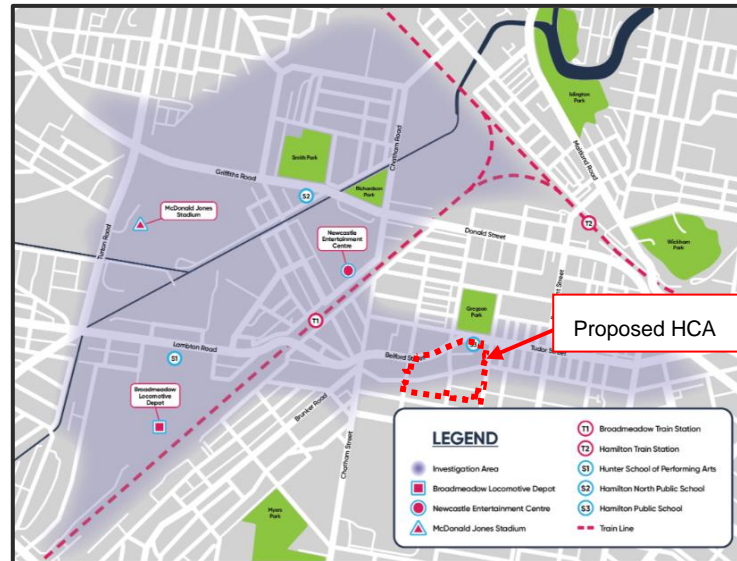 Islington
Park
Maitland Road
Smith Park
Chatham Road
Griffiths Road
S2
Richardson
Park
McDonald Jones
Stadium
Turton Road
Newcastle
Entertainment
Centre
Donald Street
T2
Wickham
Park
T1
Gregson
Park
Proposed HCA
Lambton Road
S1
Belford Street
Tudor Street
Broadmeadow
Locomotive
Depot
Brunker Road
Chatham Street
Myers
Park
LEGEND
Investigation Area
Broadmeadow Locomotive Depot
Newcastle Entertainment Centre
McDonald Jones Stadium
T1 Broadmeadow Train Station
T2 Hamilton Train Station
S1 Hunter School of Performing Arts
S2 Hamilton North Public School
S3 Hamilton Public School
Train Line